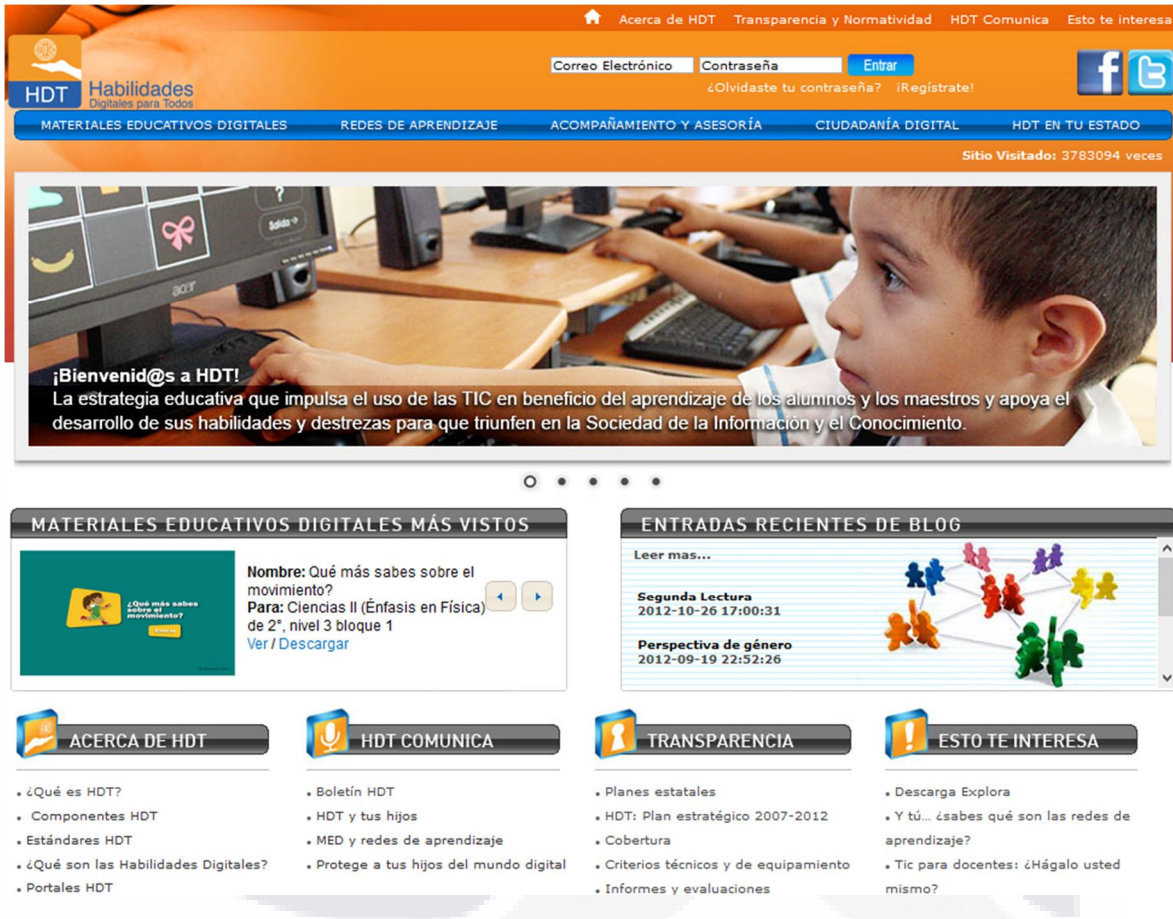 Acerca de HDT Transparencia y Normatividad HDT Comunica Esto te interesa
HDT Habilidades
Digitales para Todos
Correo Electrónico Contraseña Entrar
¿Olvidaste tu contraseña? ¡Regístrate!
MATERIALES EDUCATIVOS DIGITALES REDES DE APRENDIZAJE ACOMPAÑAMIENTO Y ASESORÍA CIUDADANÍA DIGITAL HDT EN TU ESTADO
Sitio Visitado: 3783094 veces
?
Salida
acer
¡Bienvenid@s a HDT!
La estrategia educativa que impulsa el uso de las TIC en beneficio del aprendizaje de los alumnos y los maestros y apoya el
desarrollo de sus habilidades y destrezas para que triunfen en la Sociedad de la Información y el Conocimiento.
MATERIALES EDUCATIVOS DIGITALES MÁS VISTOS
¿Qué más sabes
sobre el
movimiento?
Nombre: Qué más sabes sobre el
movimiento?
Para: Ciencias II (Énfasis en Física)
de 2°, nivel 3 bloque 1
Ver / Descargar
ENTRADAS RECIENTES DE BLOG
Leer mas...
Segunda Lectura
2012-10-26 17:00:31
Perspectiva de género
2012-09-19 22:52:26
ACERCA DE HDT
• ¿Qué es HDT?
• Componentes HDT
• Estándares HDT
• ¿Qué son las Habilidades Digitales?
• Portales HDT
HDT COMUNICA
• Boletín HDT
• HDT y tus hijos
• MED y redes de aprendizaje
• Protege a tus hijos del mundo digital
TRANSPARENCIA
• Planes estatales
• HDT: Plan estratégico 2007-2012
• Cobertura
• Criterios técnicos y de equipamiento
• Informes y evaluaciones
ESTO TE INTERESA
• Descarga Explora
• Y tú... ¿sabes qué son las redes de
aprendizaje?
• Tic para docentes: ¿Hágalo usted
mismo?